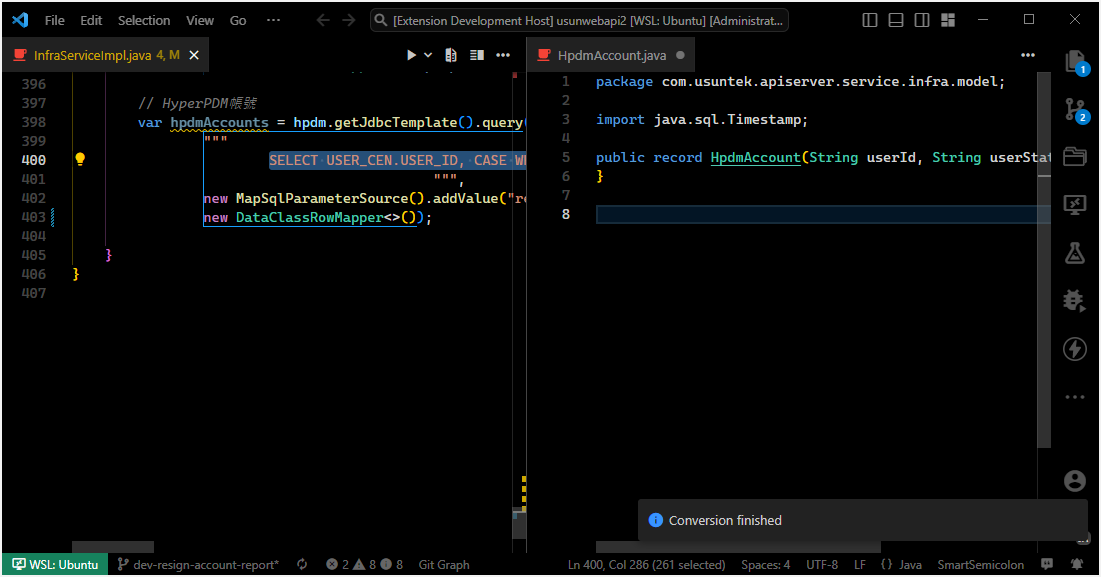 File Edit Selection View Go ··· [Extension Development Host] usunwebapi2 [WSL: Ubuntu] [Administrat...
InfraServiceImpl.java 4, M
396
397 // HyperPDM帳號
398 var hpdmAccounts = hpdm.getJdbcTemplate().query(
399 """
400 SELECT·USER_CEN.USER_ID,·CASE·W
401 """,
402 new MapSqlParameterSource().addValue("re
403 new DataClassRowMapper<>());
404
405 }
406 }
407
HpdmAccount.java
1 package com.usuntek.apiserver.service.infra.model;
2
3 import java.sql.Timestamp;
4
5 public record HpdmAccount(String userId, String userStat
6 }
7
8
1
2
Conversion finished
WSL: Ubuntu dev-resign-account-report* 2 8 8 Git Graph Ln 400, Col 286 (261 selected) Spaces: 4 UTF-8 LF {} Java SmartSemicolon